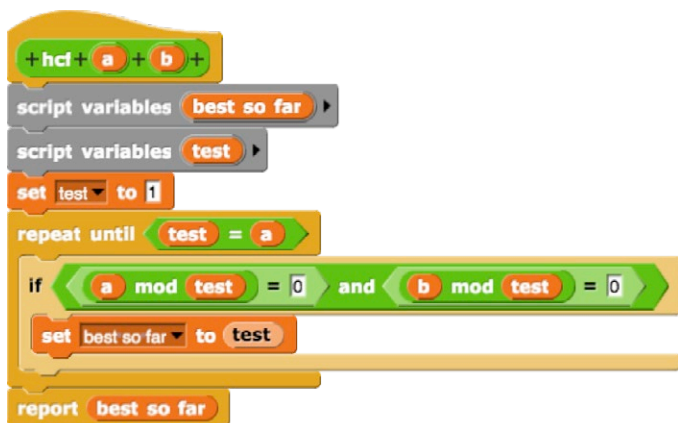 +hcf+ a + b +
script variables best so far
script variables test
set test to 1
repeat until test = a
if a mod test = 0 and b mod test = 0
set best so far to test
report best so far